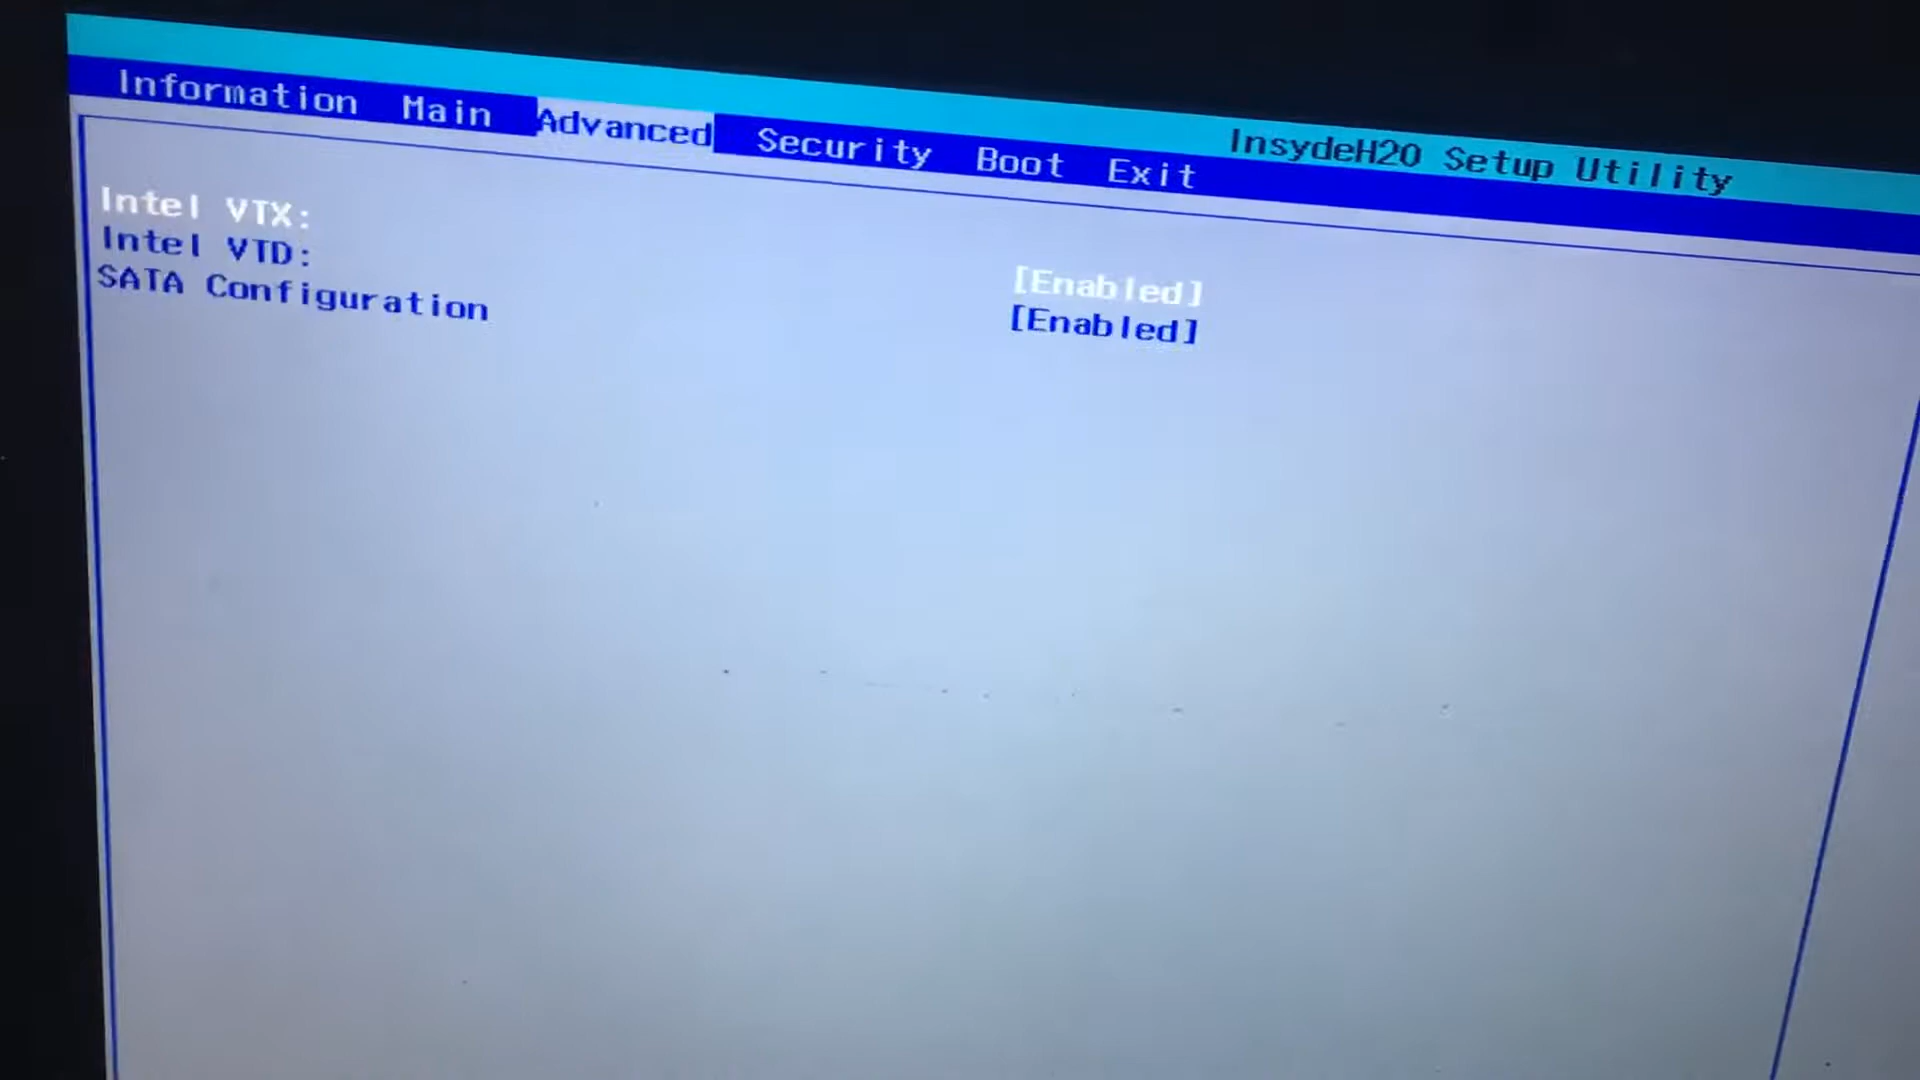 InsydeH20 Setup Utility
Information Main Advanced Security Boot Exit
Intel VTX: [Enabled]
Intel VTD: [Enabled]
SATA Configuration